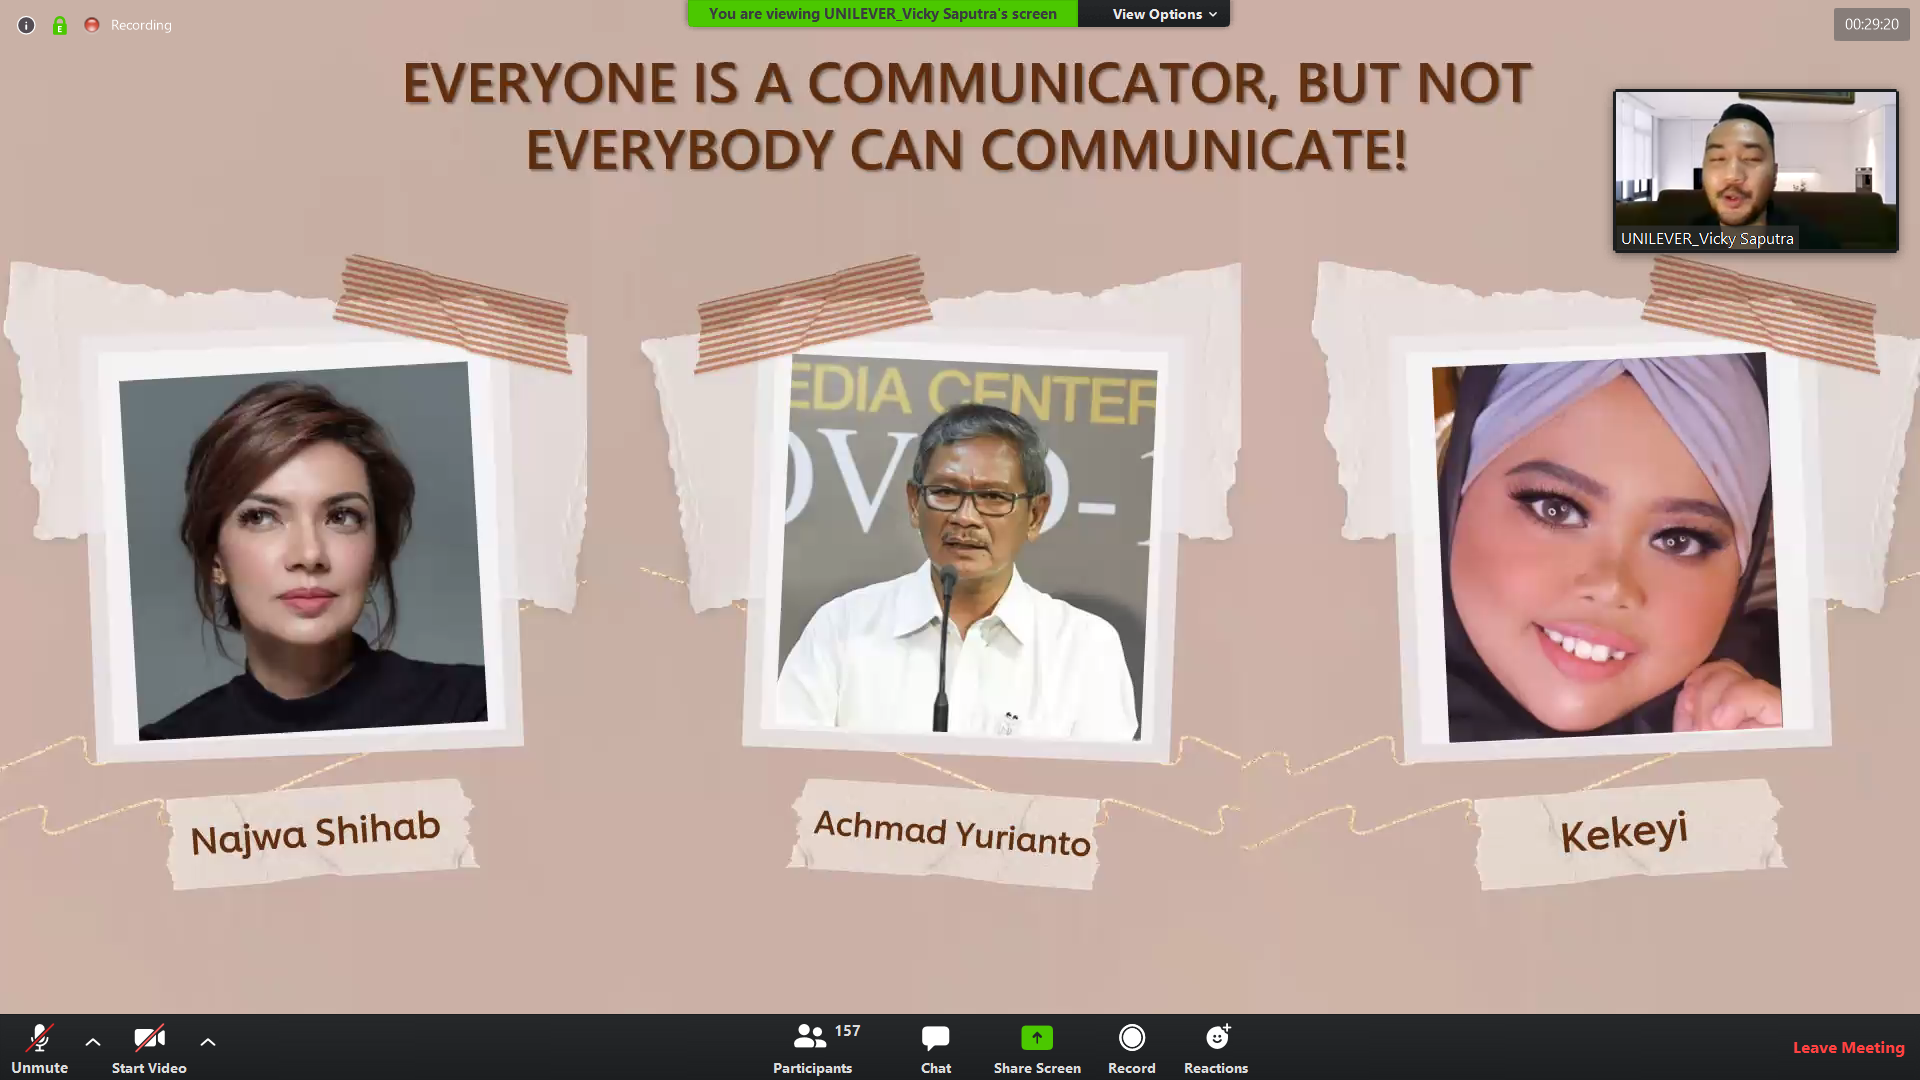 Recording
You are viewing UNILEVER_Vicky Saputra's screen
View Options
00:29:20
EVERYONE IS A COMMUNICATOR, BUT NOT
EVERYBODY CAN COMMUNICATE!
UNILEVER_Vicky Saputra
EDIA CENTER
OVID-1
Najwa Shihab
Achmad Yurianto
Kekeyi
Unmute
Start Video
157
Participants
Chat
Share Screen
Record
Reactions
Leave Meeting